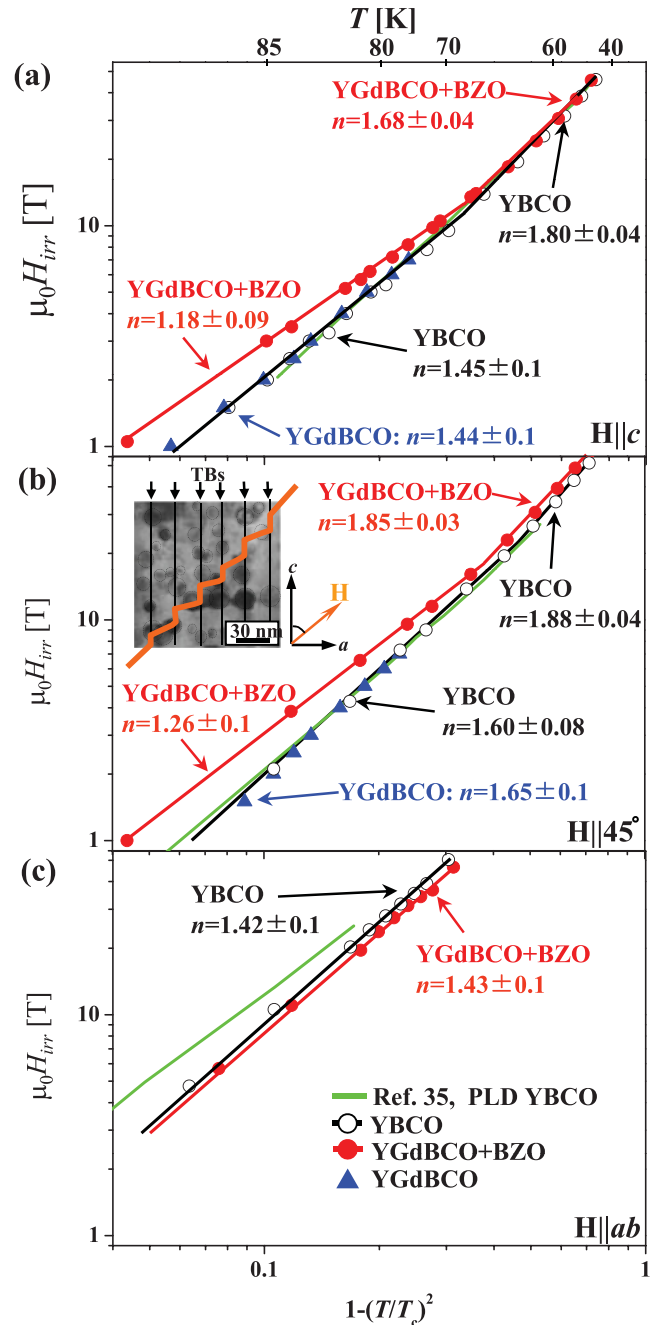 T [K]
85 80 70 60 40
(a)
YGdBCO+BZO
n=1.68±0.04
YBCO
n=1.80±0.04
10
μ₀Hirr [T]
YGdBCO+BZO
n=1.18±0.09
YBCO
n=1.45±0.1
YGdBCO: n=1.44±0.1
1
H||c
(b)
TBs
YGdBCO+BZO
n=1.85±0.03
c
H
a
30 nm
YBCO
n=1.88±0.04
10
μ₀Hirr [T]
YGdBCO+BZO
n=1.26±0.1
YBCO
n=1.60±0.08
YGdBCO: n=1.65±0.1
1
H||45°
(c)
YBCO
n=1.42±0.1
YGdBCO+BZO
n=1.43±0.1
10
μ₀Hirr [T]
Ref. 35, PLD YBCO
YBCO
YGdBCO+BZO
YGdBCO
1
H||ab
0.1 1
1-(T/Tc)²